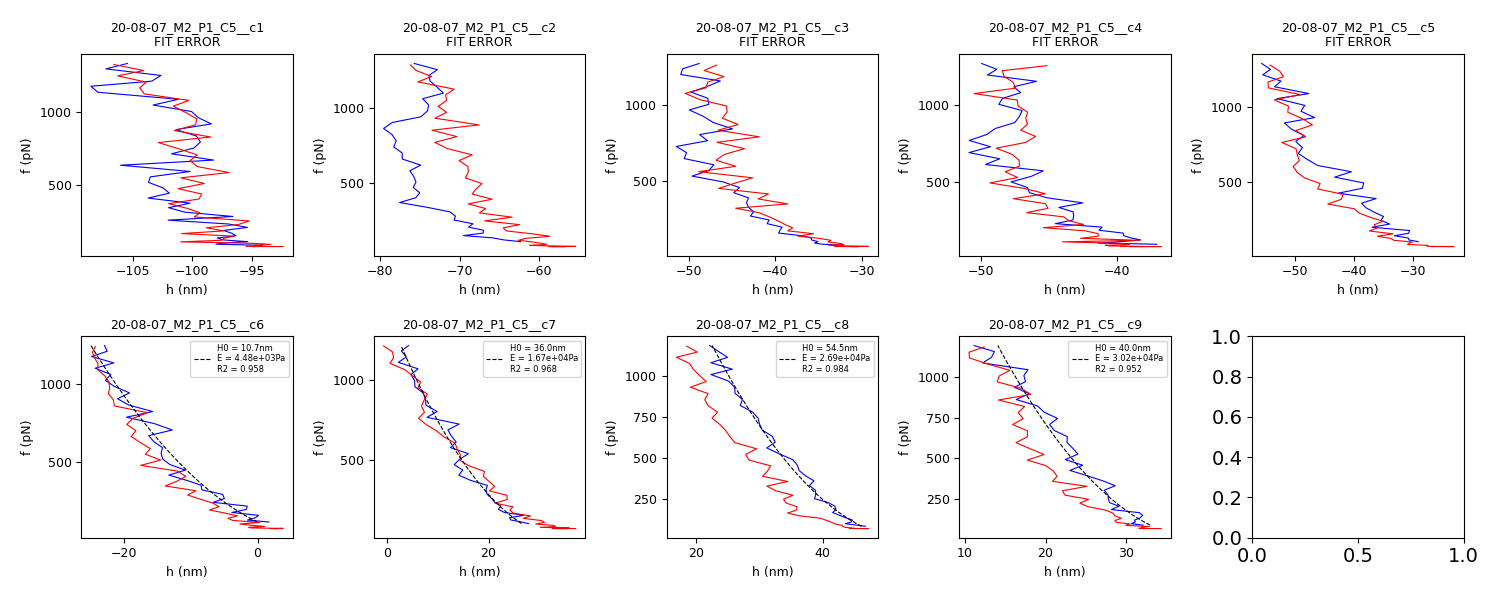 20-08-07_M2_P1_C5__c1
FIT ERROR
f (pN)
1000
500
-105
-100
-95
h (nm)
20-08-07_M2_P1_C5__c2
FIT ERROR
f (pN)
1000
500
−80
−70
−60
h (nm)
20-08-07_M2_P1_C5__c3
FIT ERROR
f (pN)
1000
500
−50
−40
−30
h (nm)
20-08-07_M2_P1_C5__c4
FIT ERROR
f (pN)
1000
500
−50
−40
h (nm)
20-08-07_M2_P1_C5__c5
FIT ERROR
f (pN)
1000
500
−50
−40
−30
h (nm)
20-08-07_M2_P1_C5__c6
H0 = 10.7nm
E = 4.48e+03Pa
R2 = 0.958
f (pN)
1000
500
−20
0
h (nm)
20-08-07_M2_P1_C5__c7
H0 = 36.0nm
E = 1.67e+04Pa
R2 = 0.968
f (pN)
1000
500
0
20
h (nm)
20-08-07_M2_P1_C5__c8
H0 = 54.5nm
E = 2.69e+04Pa
R2 = 0.984
f (pN)
1000
750
500
250
20
40
h (nm)
20-08-07_M2_P1_C5__c9
H0 = 40.0nm
E = 3.02e+04Pa
R2 = 0.952
f (pN)
1000
750
500
250
10
20
30
h (nm)
1.0
0.8
0.6
0.4
0.2
0.0
0.0
0.5
1.0